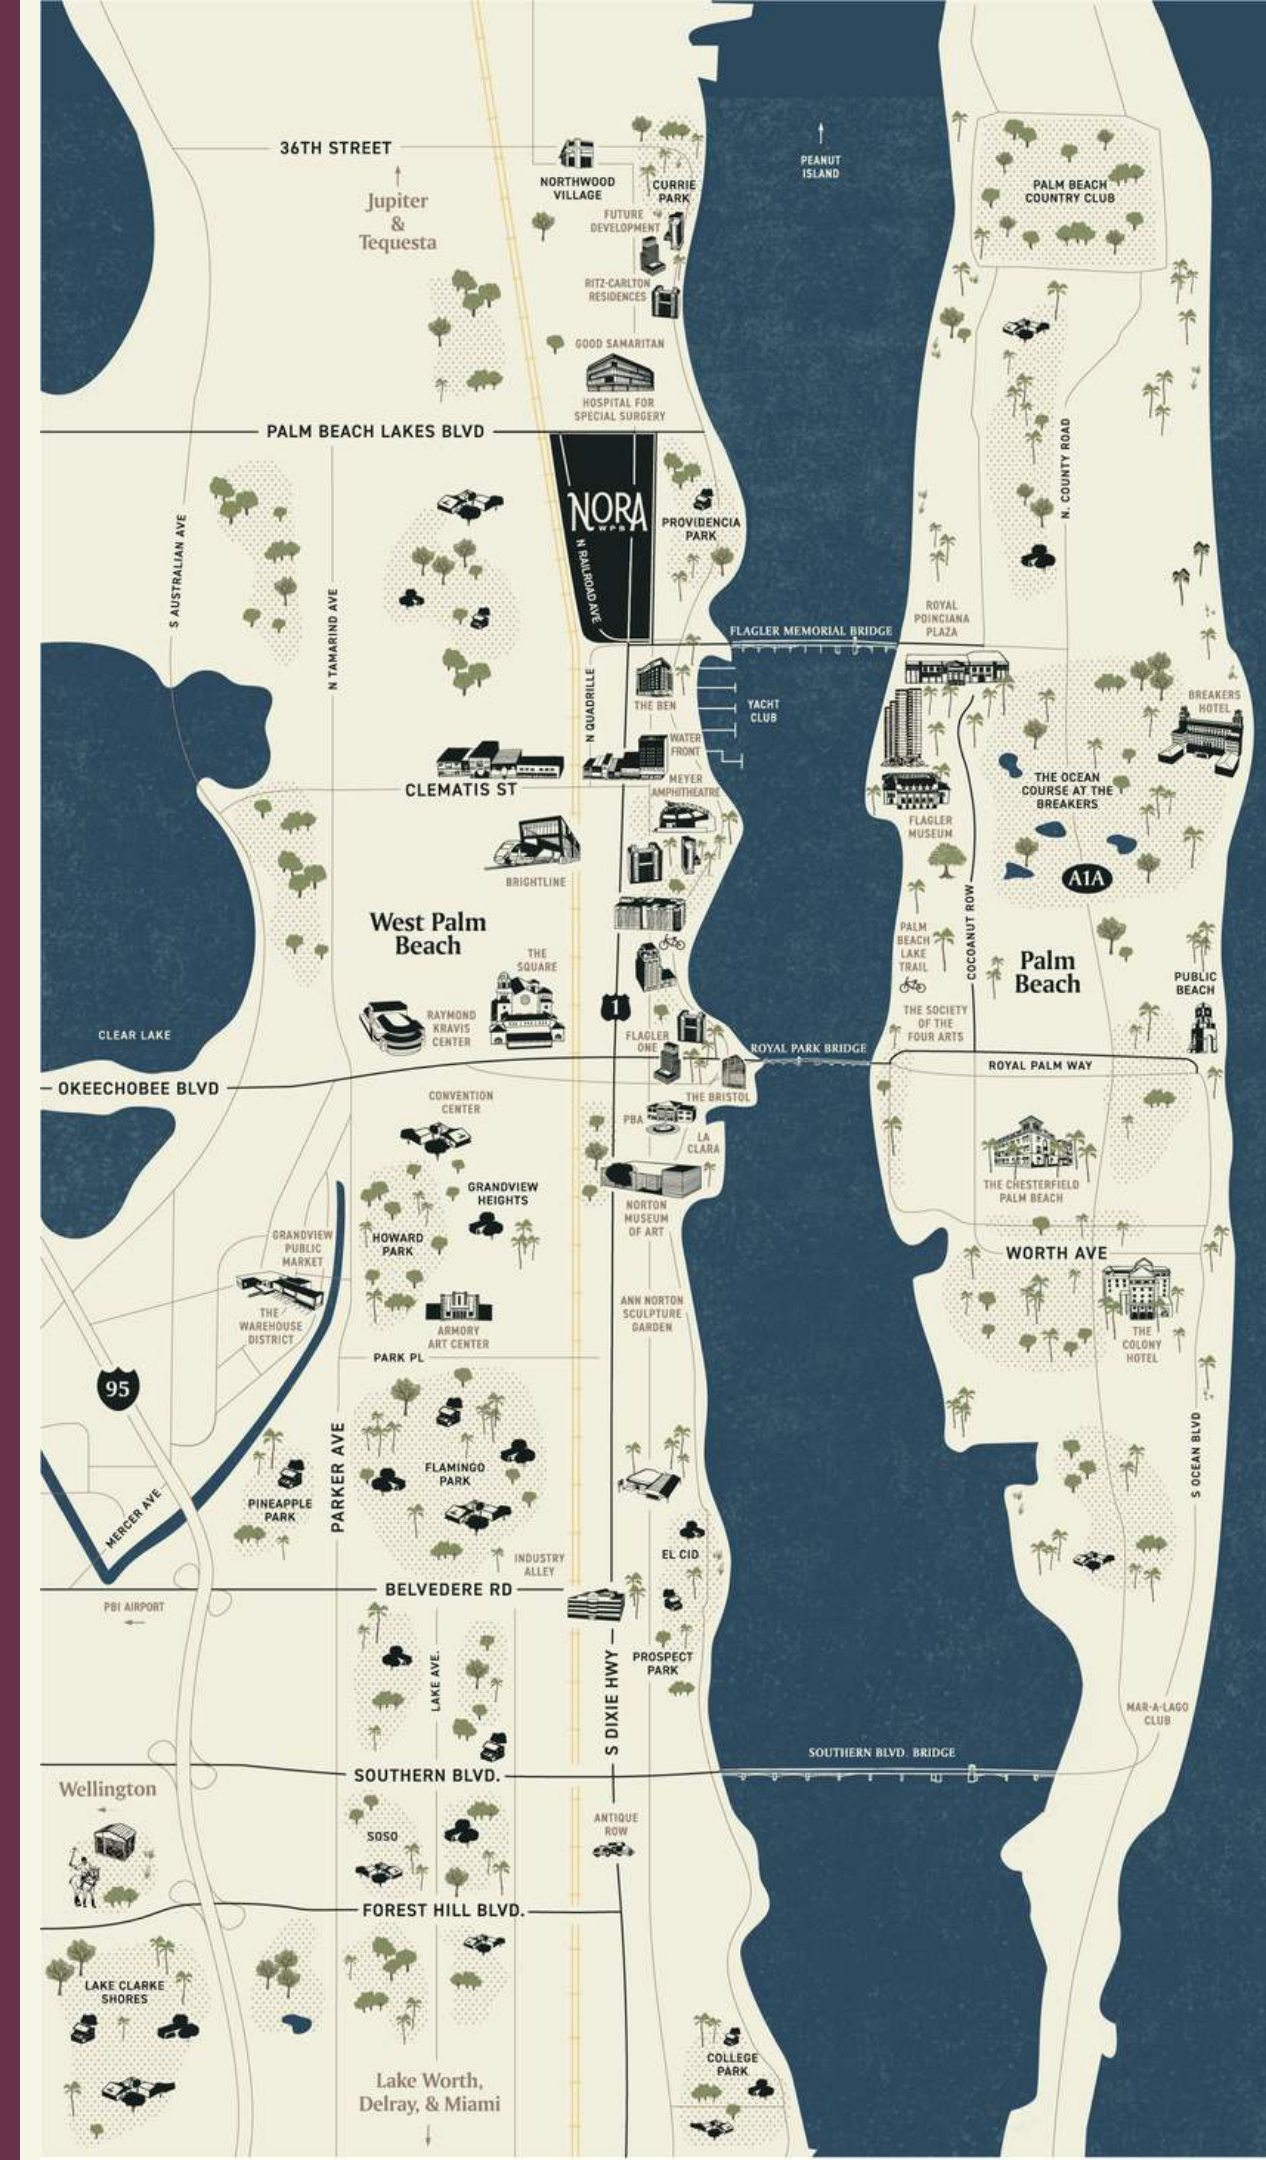 36TH STREET
Jupiter
&
Tequesta
NORTHWOOD
VILLAGE
CURRIE
PARK
FUTURE
DEVELOPMENT
RITZ-CARLTON
RESIDENCES
GOOD SAMARITAN
HOSPITAL FOR
SPECIAL SURGERY
PEANUT
ISLAND
PALM BEACH
COUNTRY CLUB
N. COUNTY ROAD
PALM BEACH LAKES BLVD
NORA
WPB
N RAILROAD AVE
PROVIDENCIA
PARK
S AUSTRALIAN AVE
N TAMARIND AVE
FLAGLER MEMORIAL BRIDGE
ROYAL
POINCIANA
PLAZA
N QUADRILLE
THE BEN
YACHT
CLUB
WATER
FRONT
BREAKERS
HOTEL
CLEMATIS ST
MEYER
AMPHITHEATRE
THE OCEAN
COURSE AT THE
BREAKERS
FLAGLER
MUSEUM
A1A
BRIGHTLINE
West Palm
Beach
THE
SQUARE
COCOANUT ROW
PALM
BEACH
LAKE
TRAIL
Palm
Beach
PUBLIC
BEACH
1
RAYMOND
KRAVIS
CENTER
THE SOCIETY
OF THE
FOUR ARTS
CLEAR LAKE
FLAGLER
ONE
ROYAL PARK BRIDGE
ROYAL PALM WAY
OKEECHOBEE BLVD
CONVENTION
CENTER
THE BRISTOL
PBA
LA
CLARA
GRANDVIEW
HEIGHTS
THE CHESTERFIELD
PALM BEACH
NORTON
MUSEUM
OF ART
GRANDVIEW
PUBLIC
MARKET
HOWARD
PARK
WORTH AVE
THE
WAREHOUSE
DISTRICT
ARMORY
ART CENTER
ANN NORTON
SCULPTURE
GARDEN
THE
COLONY
HOTEL
PARK PL
95
PARKER AVE
S OCEAN BLVD
FLAMINGO
PARK
PINEAPPLE
PARK
MERCER AVE
INDUSTRY
ALLEY
EL CID
BELVEDERE RD
PBI AIRPORT
LAKE AVE.
S DIXIE HWY
PROSPECT
PARK
MAR-A-LAGO
CLUB
SOUTHERN BLVD. BRIDGE
SOUTHERN BLVD.
Wellington
ANTIQUE
ROW
SOSO
FOREST HILL BLVD.
LAKE CLARKE
SHORES
COLLEGE
PARK
Lake Worth,
Delray, & Miami